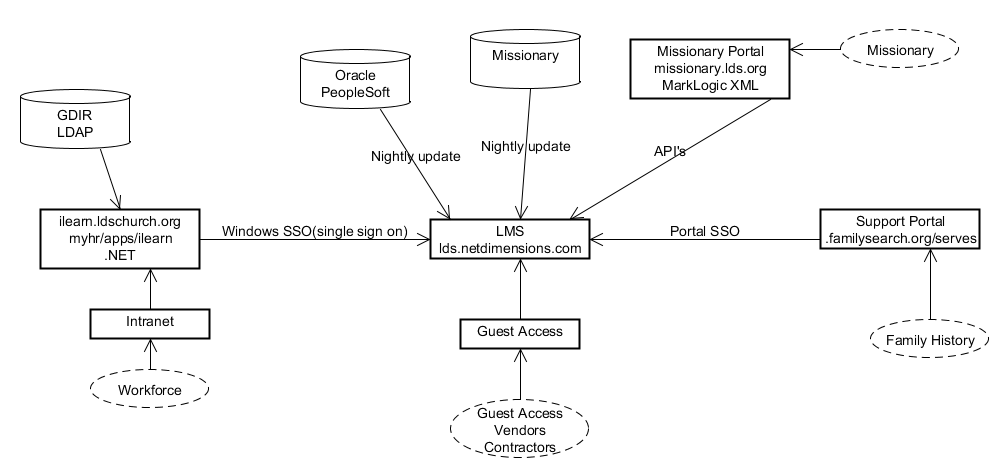 Missionary
Missionary Portal
missionary.lds.org
MarkLogic XML
Missionary
Oracle
PeopleSoft
GDIR
LDAP
Nightly update
Nightly update
API's
ilearn.ldschurch.org
myhr/apps/ilearn
.NET
Windows SSO(single sign on)
LMS
lds.netdimensions.com
Portal SSO
Support Portal
.familysearch.org/serves
Intranet
Guest Access
Family History
Workforce
Guest Access
Vendors
Contractors